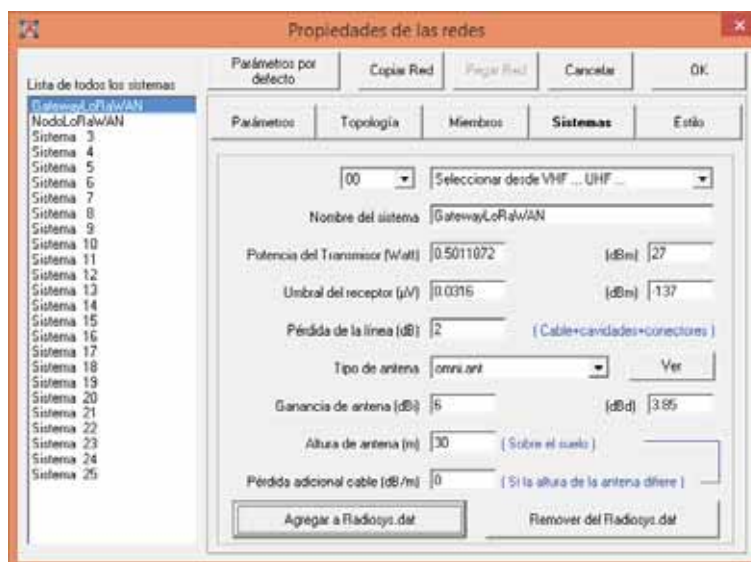 Propiedades de las redes
Lista de todos los sistemas
GatewayLoRaWAN
NodoLoRaWAN
Sistema 3
Sistema 4
Sistema 5
Sistema 6
Sistema 7
Sistema 8
Sistema 9
Sistema 10
Sistema 11
Sistema 12
Sistema 13
Sistema 14
Sistema 15
Sistema 16
Sistema 17
Sistema 18
Sistema 19
Sistema 20
Sistema 21
Sistema 22
Sistema 23
Sistema 24
Sistema 25
Parámetros por defecto
Copiar Red
Pegar Red
Cancelar
OK
Parámetros
Topología
Miembros
Sistemas
Estilo
00
Seleccionar desde VHF ... UHF ...
Nombre del sistema GatewayLoRaWAN
Potencia del Transmisor (Watt) 0.5011872 (dBm) 27
Umbral del receptor (µV) 0.0316 (dBm) -137
Pérdida de la línea (dB) 2 ( Cable+cavidades+conectores )
Tipo de antena omni.ant Ver
Ganancia de antena (dBi) 6 (dBd) 3.85
Altura de antena (m) 30 ( Sobre el suelo )
Pérdida adicional cable (dB/m) 0 ( Si la altura de la antena difiere )
Agregar a Radiosys.dat
Remover del Radiosys.dat